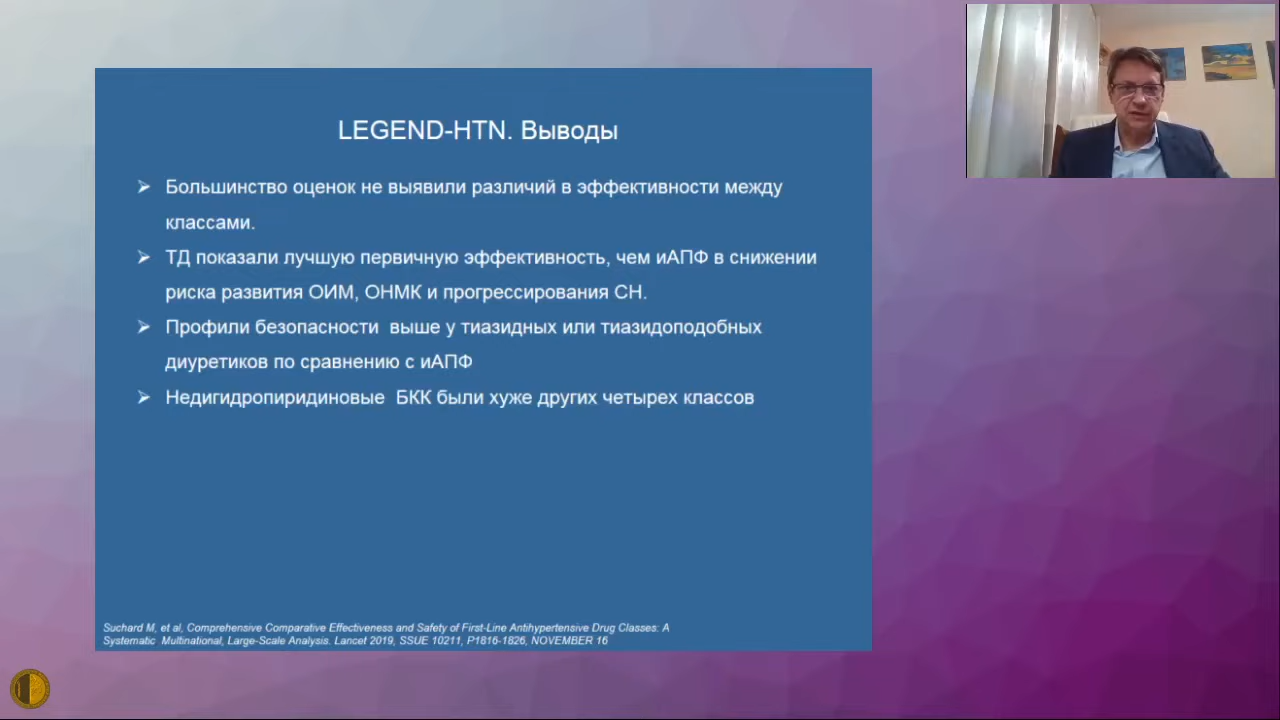 LEGEND-HTN. Выводы
Большинство оценок не выявили различий в эффективности между
классами.
ТД показали лучшую первичную эффективность, чем иАПФ в снижении
риска развития ОИМ, ОНМК и прогрессирования СН.
Профили безопасности выше у тиазидных или тиазидоподобных
диуретиков по сравнению с иАПФ
Недигидропиридиновые БКК были хуже других четырех классов
Suchard M, et al, Comprehensive Comparative Effectiveness and Safety of First-Line Antihypertensive Drug Classes: A
Systematic Multinational, Large-Scale Analysis. Lancet 2019, SSUE 10211, P1816-1826, NOVEMBER 16